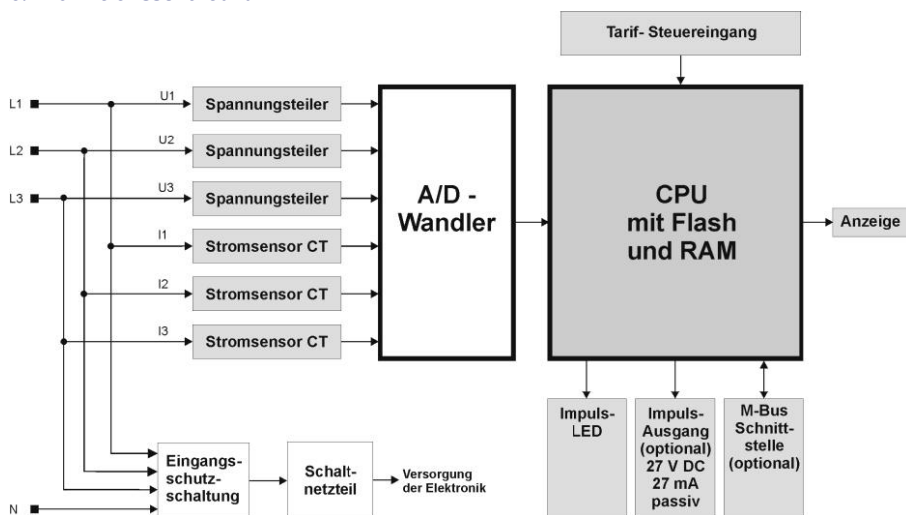 Tarif- Steuereingang
L1
U1
Spannungsteiler
L2
U2
Spannungsteiler
L3
U3
Spannungsteiler
I1
Stromsensor CT
I2
Stromsensor CT
I3
Stromsensor CT
A/D -
Wandler
CPU
mit Flash
und RAM
Anzeige
Impuls-
LED
Impuls-
Ausgang
(optional)
27 V DC
27 mA
passiv
M-Bus
Schnitt-
stelle
(optional)
Eingangs-
schutz-
schaltung
Schalt-
netzteil
Versorgung
der Elektronik
N